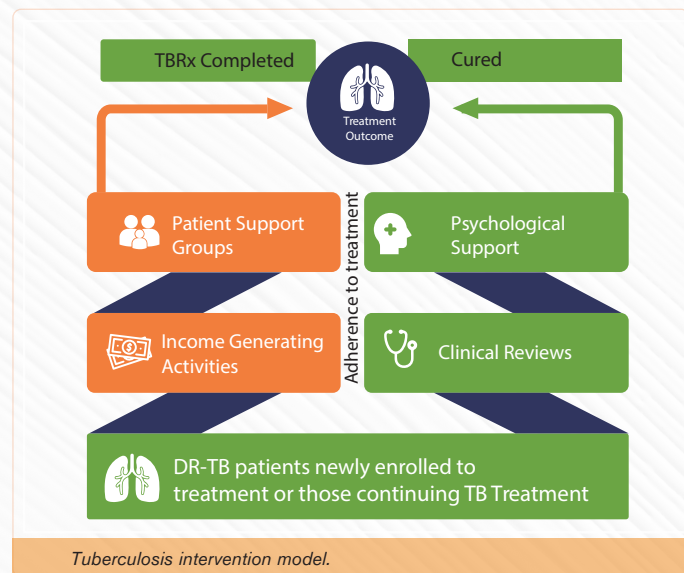 TBRx Completed
Cured
Treatment
Outcome
Patient Support
Groups
Psychological
Support
Adherence to treatment
Income Generating
Activities
Clinical Reviews
DR-TB patients newly enrolled to
treatment or those continuing TB Treatment
Tuberculosis intervention model.